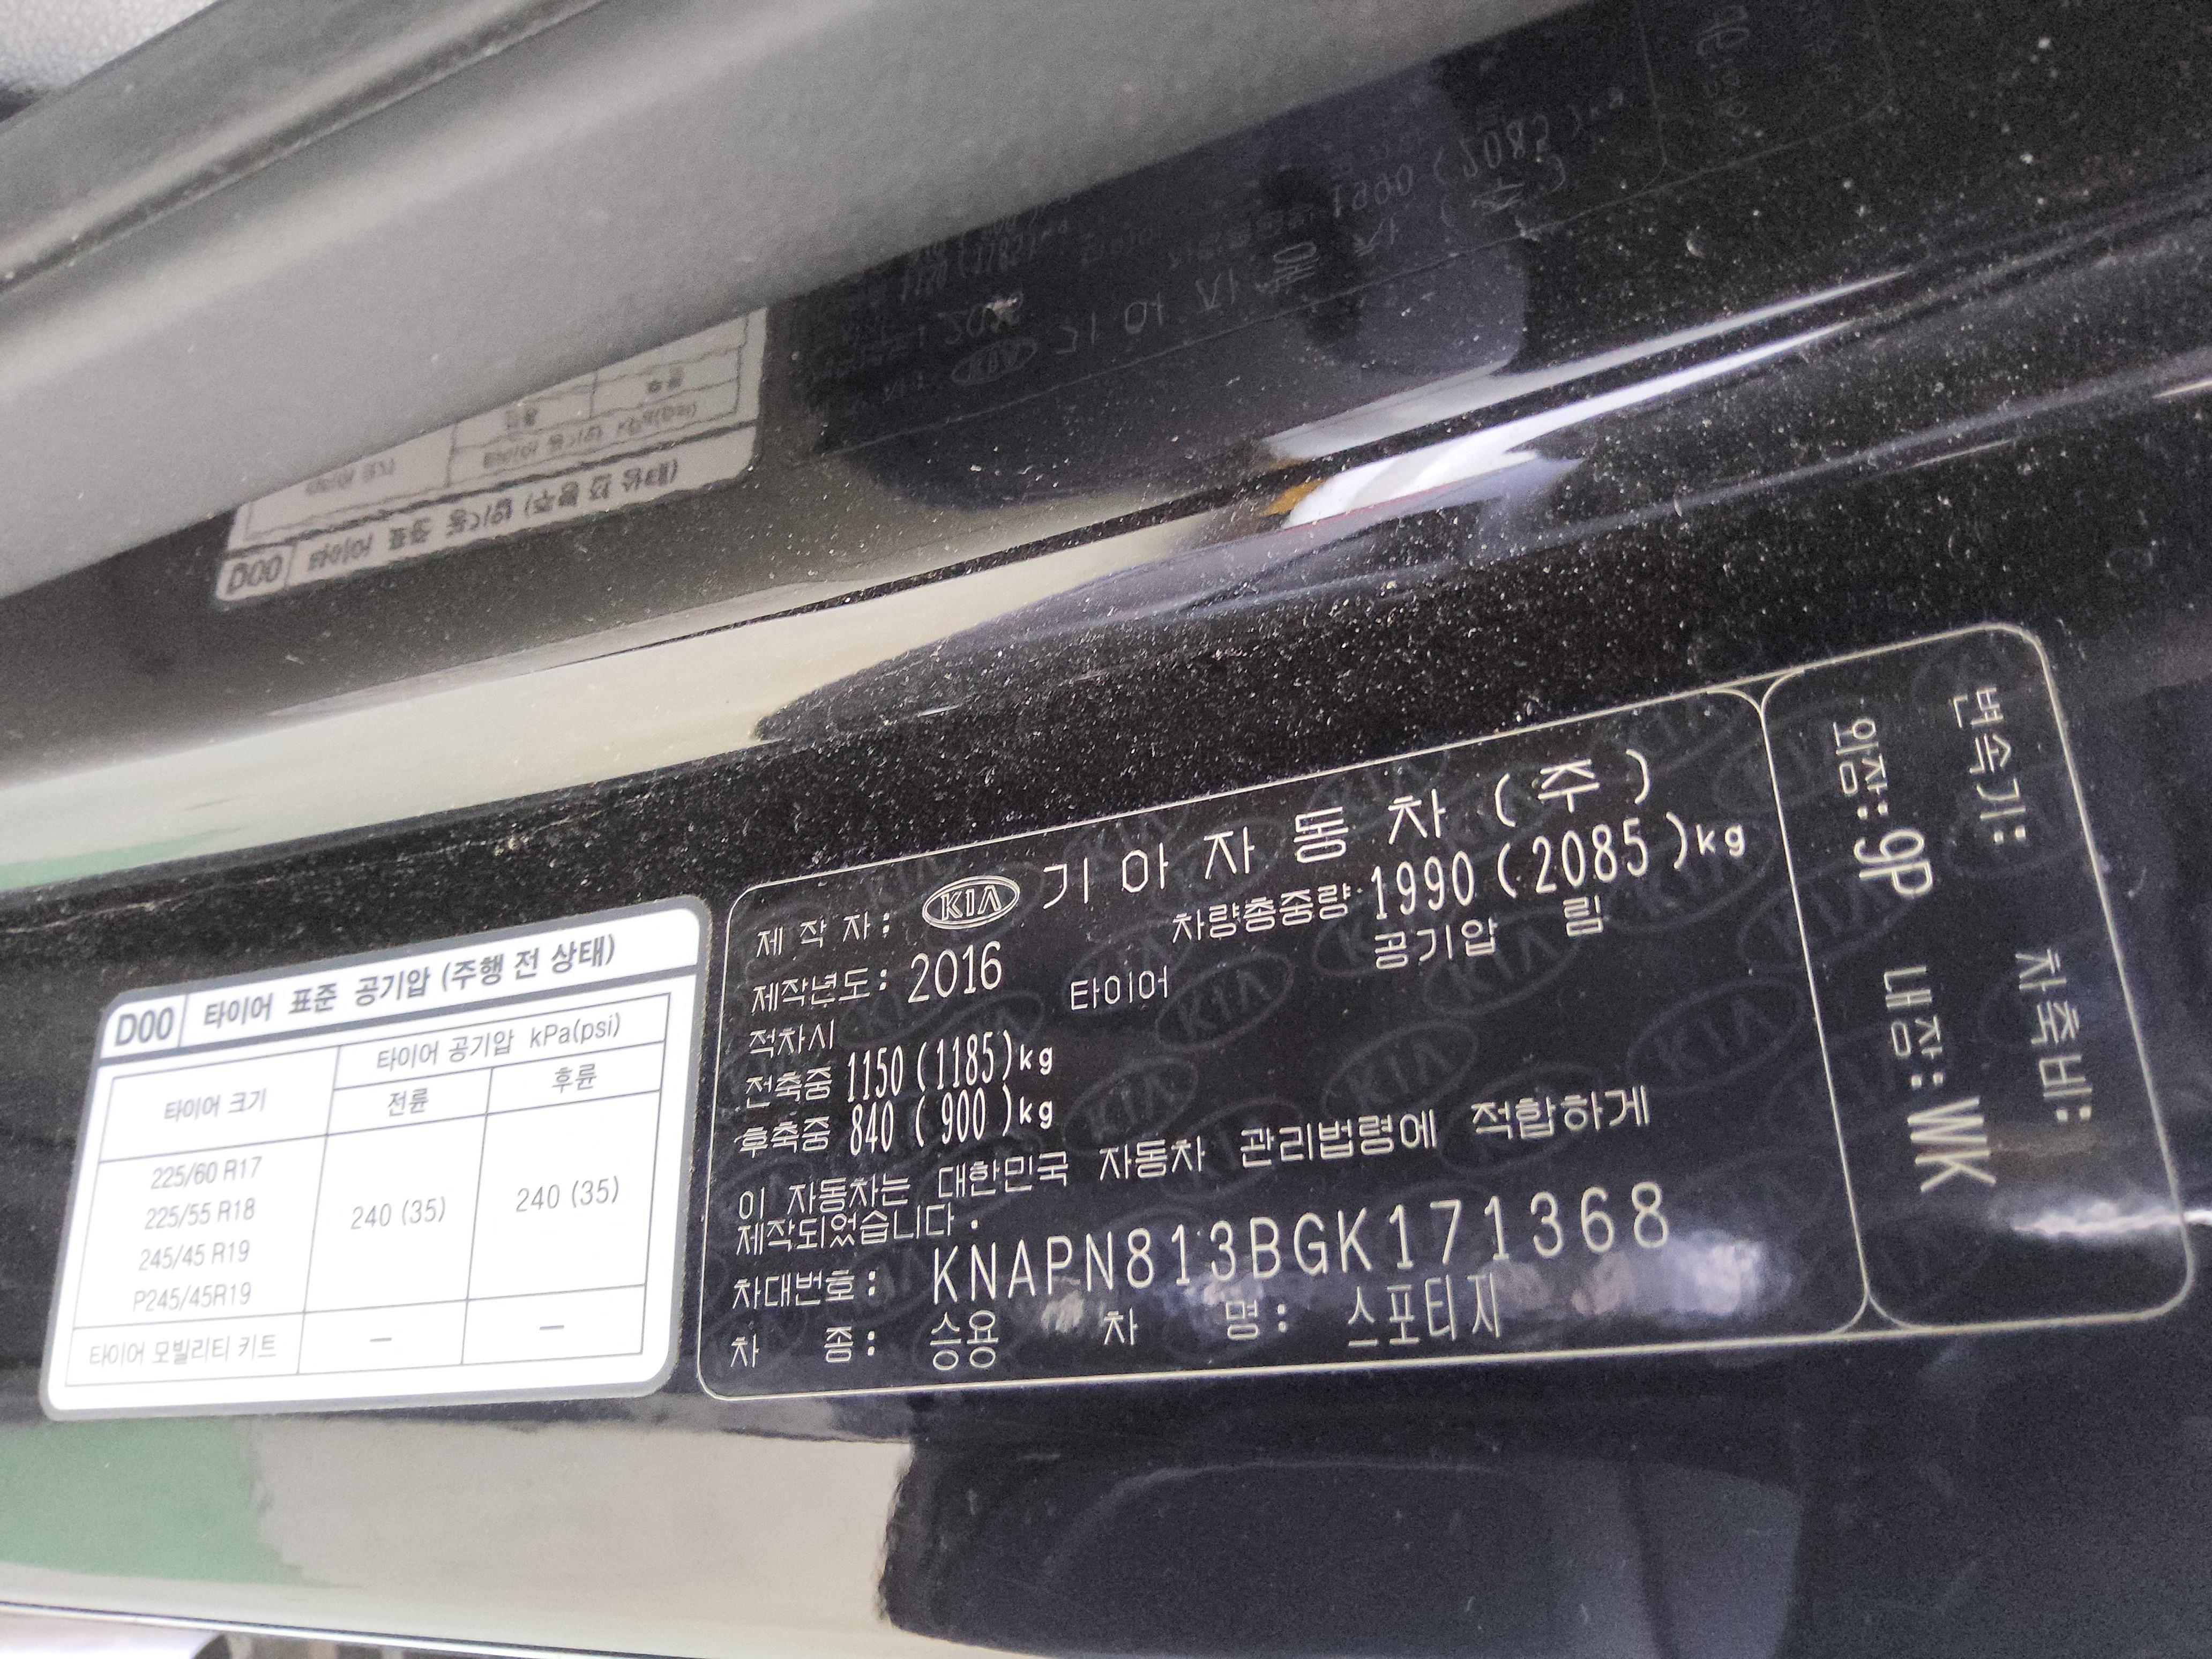 D00 타이어 표준 공기압 (주행 전 상태)
타이어 크기 타이어 공기압 kPa(psi)
전륜 후륜
225/60 R17
225/55 R18
245/45 R19
P245/45R19
240 (35) 240 (35)
타이어 모빌리티 키트 — —
제 작 자: KIA 기 아 자 동 차 (주)
제작년도: 2016 차량총중량 1990 (2085)kg
적차시 타이어 공기압 림
전축중 1150 (1185)kg
후축중 840 (900)kg
이 자동차는 대한민국 자동차 관리법령에 적합하게
제작되었습니다.
차대번호: KNAPN813BGK171368
차 종: 승용 차 명: 스포티지
변속기: 차축비:
외장: 9P 내장: WK